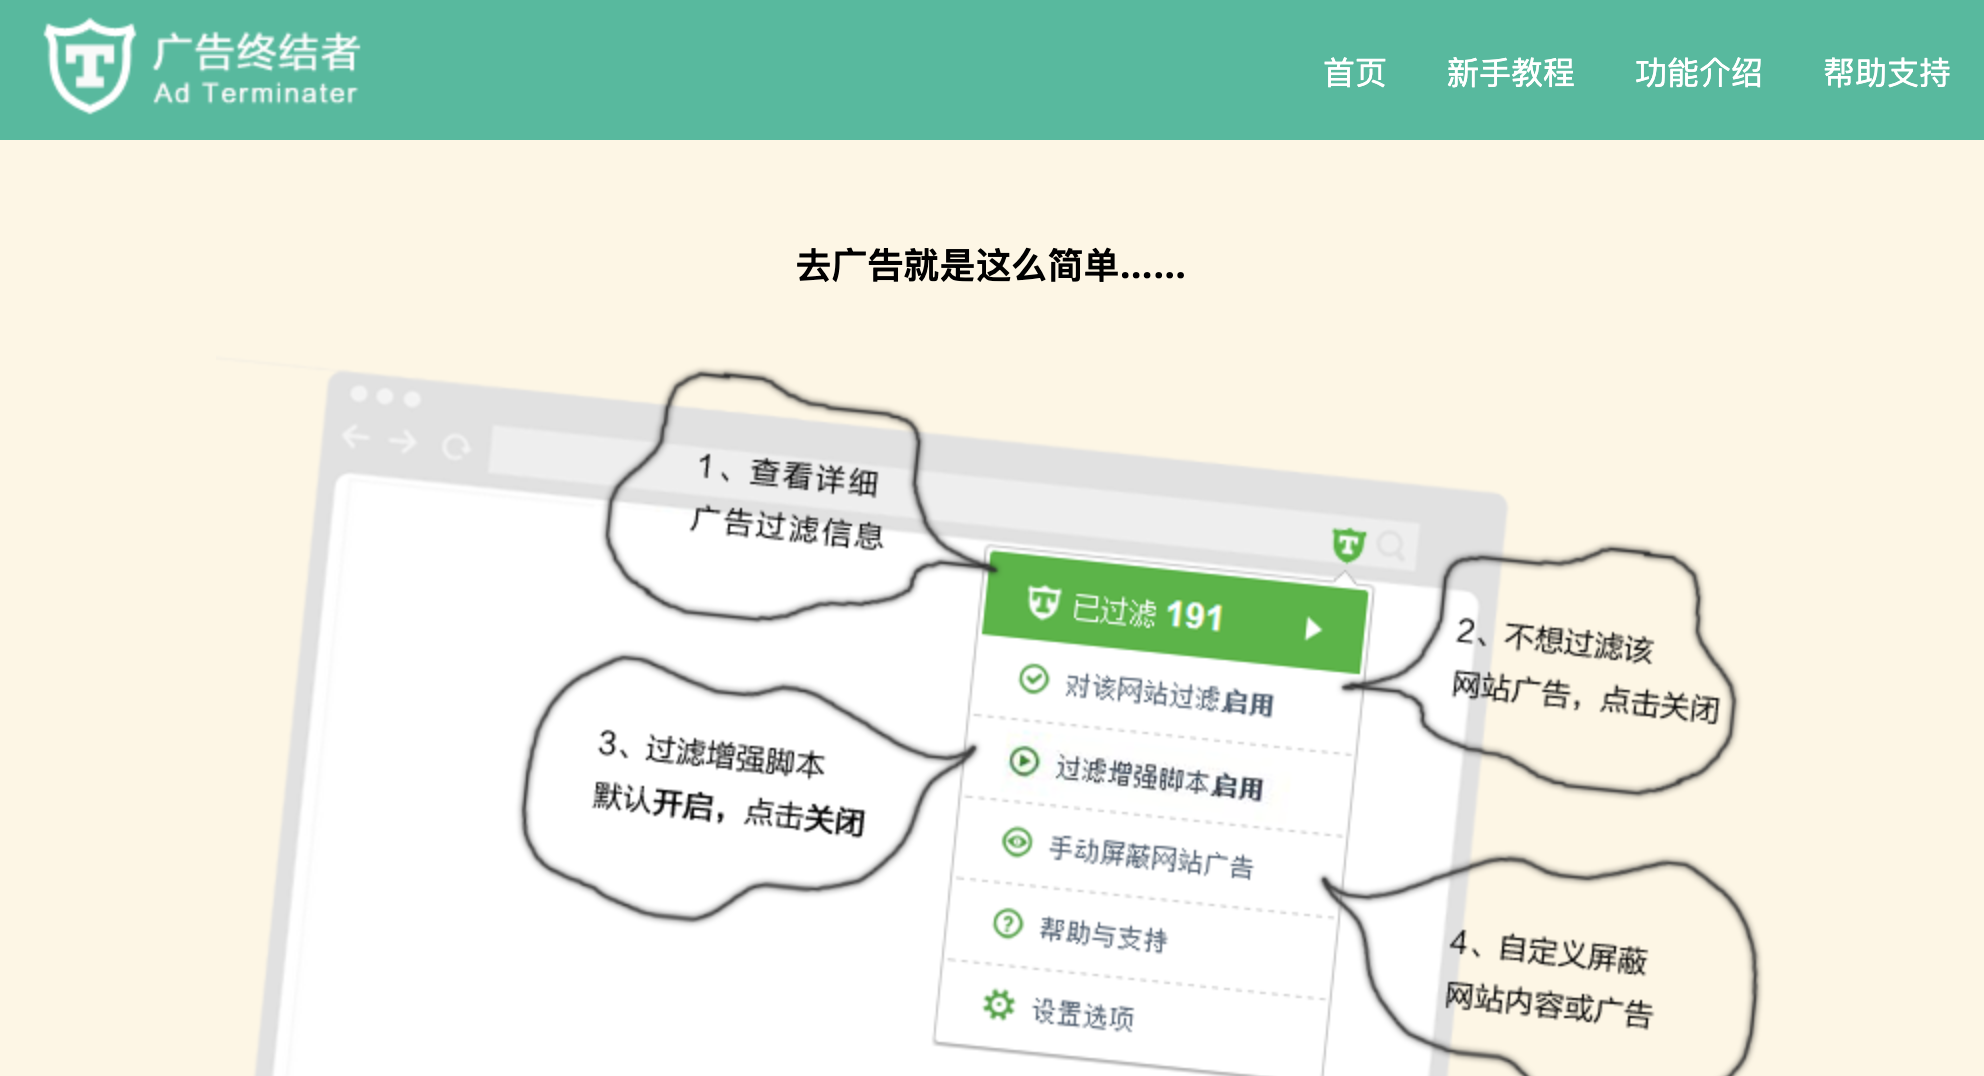 广告终结者
Ad Terminater
首页 新手教程 功能介绍 帮助支持
去广告就是这么简单......
1、查看详细
广告过滤信息
已过滤 191
2、不想过滤该
网站广告，点击关闭
对该网站过滤启用
3、过滤增强脚本
默认开启，点击关闭
过滤增强脚本启用
手动屏蔽网站广告
4、自定义屏蔽
网站内容或广告
帮助与支持
设置选项